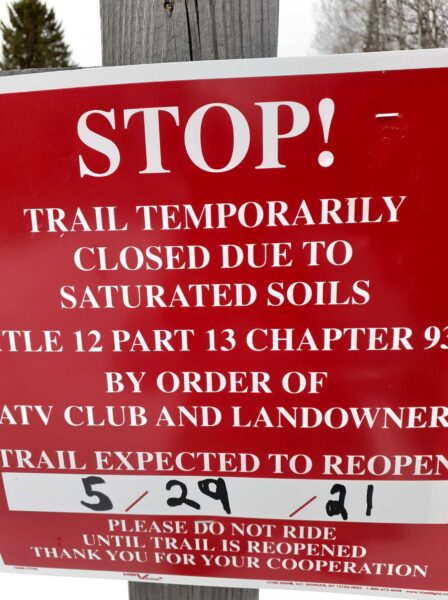 STOP!
TRAIL TEMPORARILY
CLOSED DUE TO
SATURATED SOILS
TLE 12 PART 13 CHAPTER 93
BY ORDER OF
ATV CLUB AND LANDOWNER
TRAIL EXPECTED TO REOPEN
5/29/21
PLEASE DO NOT RIDE
UNTIL TRAIL IS REOPENED
THANK YOU FOR YOUR COOPERATION